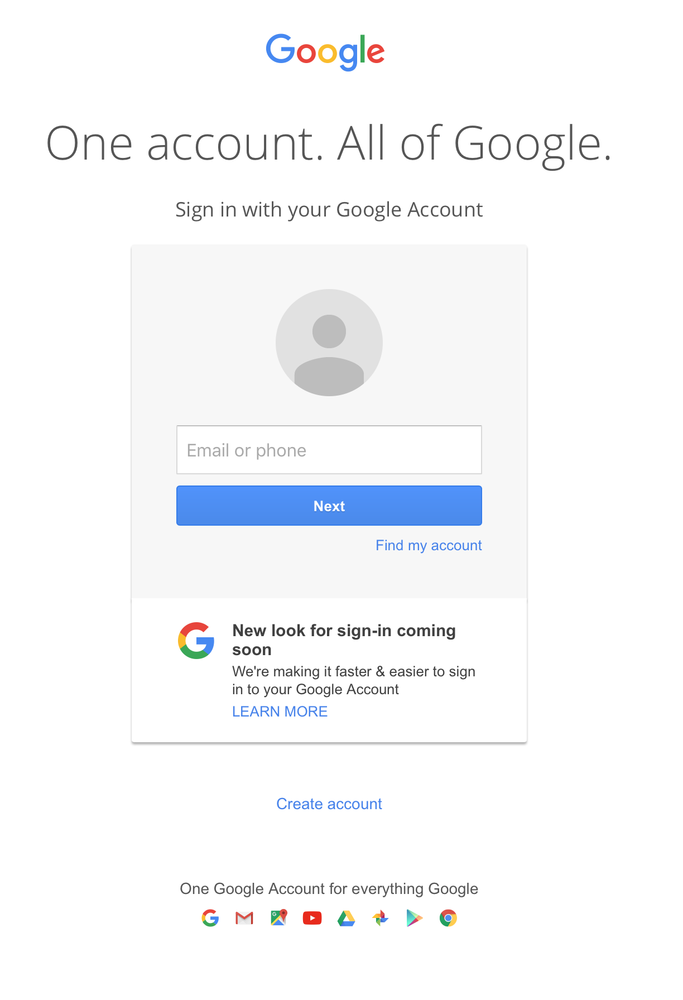 Google
One account. All of Google.
Sign in with your Google Account
Email or phone
Next
Find my account
New look for sign-in coming
soon
We're making it faster & easier to sign
in to your Google Account
LEARN MORE
Create account
One Google Account for everything Google